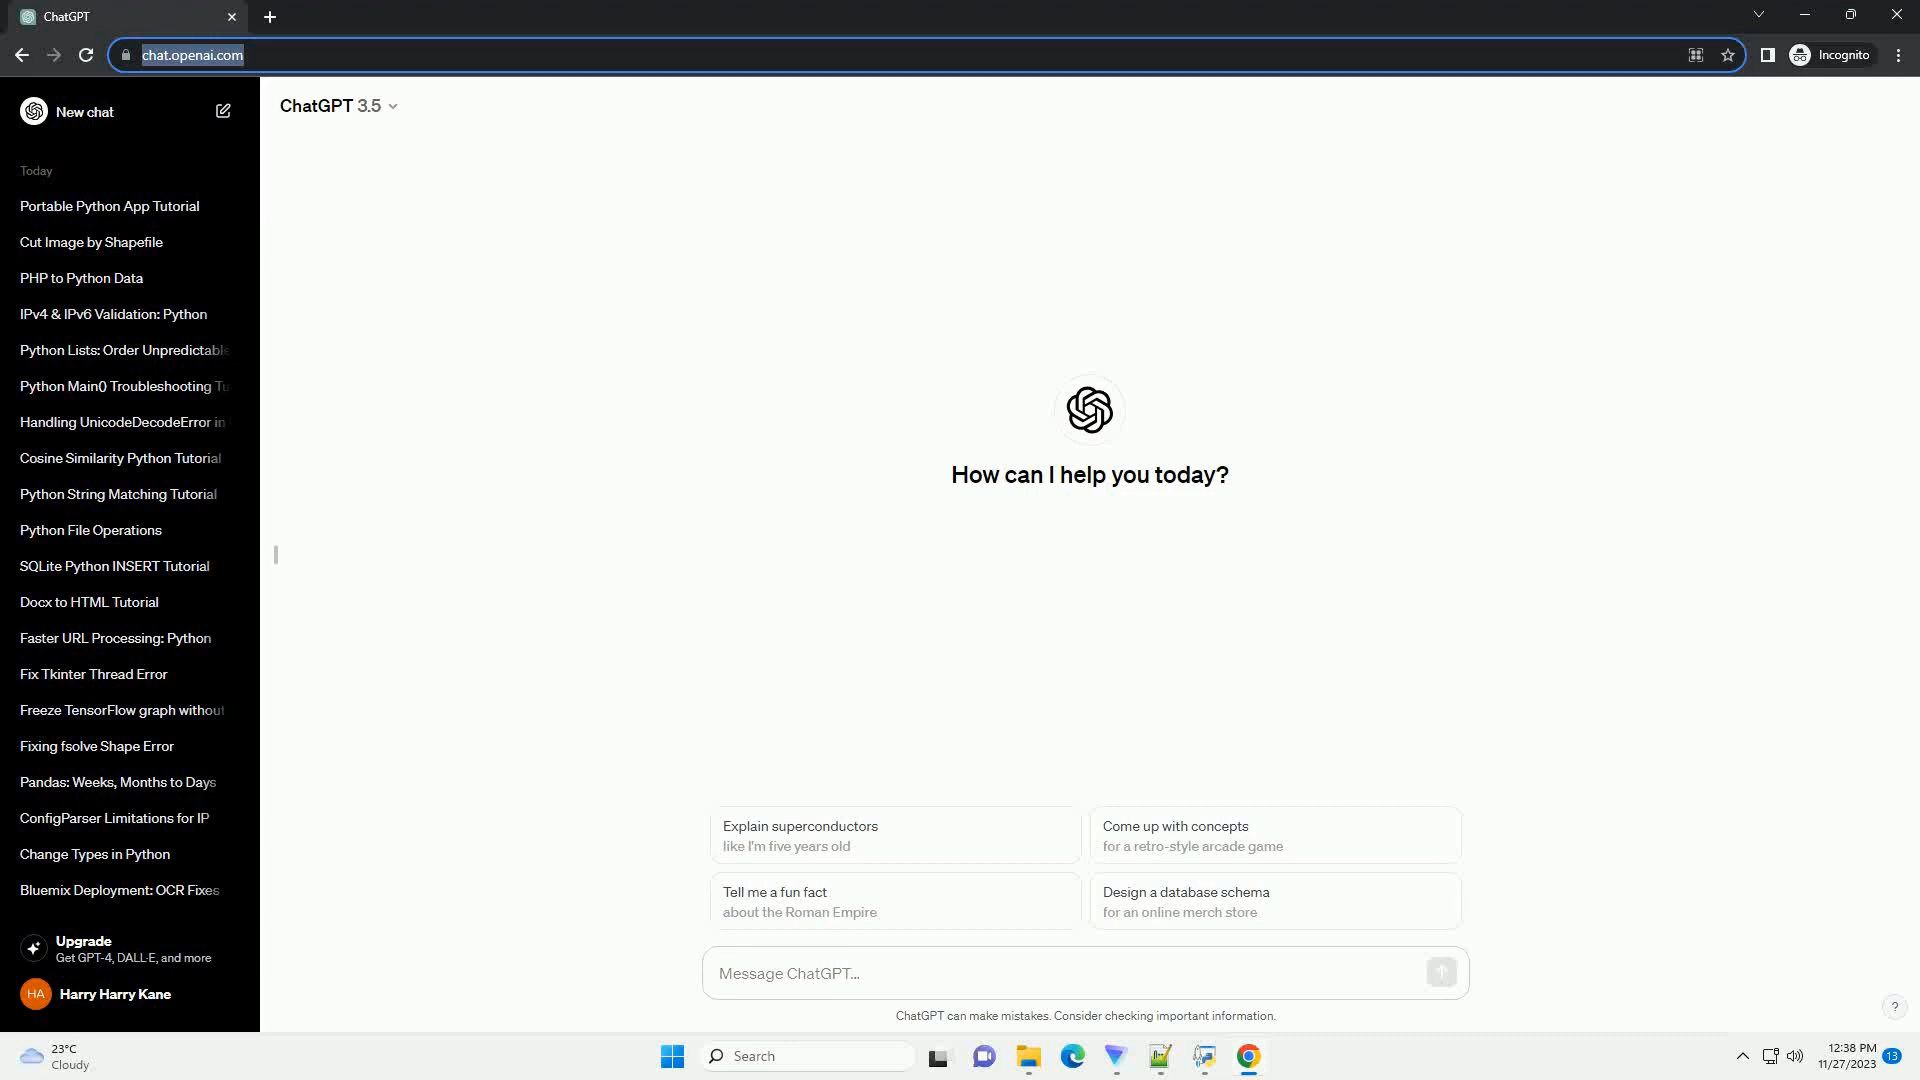 ChatGPT
chat.openai.com
Incognito
New chat
ChatGPT 3.5
Today
Portable Python App Tutorial
Cut Image by Shapefile
PHP to Python Data
IPv4 & IPv6 Validation: Python
Python Lists: Order Unpredictable
Python Main() Troubleshooting Tu
Handling UnicodeDecodeError in
Cosine Similarity Python Tutorial
Python String Matching Tutorial
Python File Operations
SQLite Python INSERT Tutorial
Docx to HTML Tutorial
Faster URL Processing: Python
Fix Tkinter Thread Error
Freeze TensorFlow graph without
Fixing fsolve Shape Error
Pandas: Weeks, Months to Days
ConfigParser Limitations for IP
Change Types in Python
Bluemix Deployment: OCR Fixes
Upgrade
Get GPT-4, DALL·E, and more
HA
Harry Harry Kane
How can I help you today?
Explain superconductors
like I'm five years old
Come up with concepts
for a retro-style arcade game
Tell me a fun fact
about the Roman Empire
Design a database schema
for an online merch store
Message ChatGPT...
ChatGPT can make mistakes. Consider checking important information.
?
23°C
Cloudy
Search
12:38 PM
11/27/2023
13